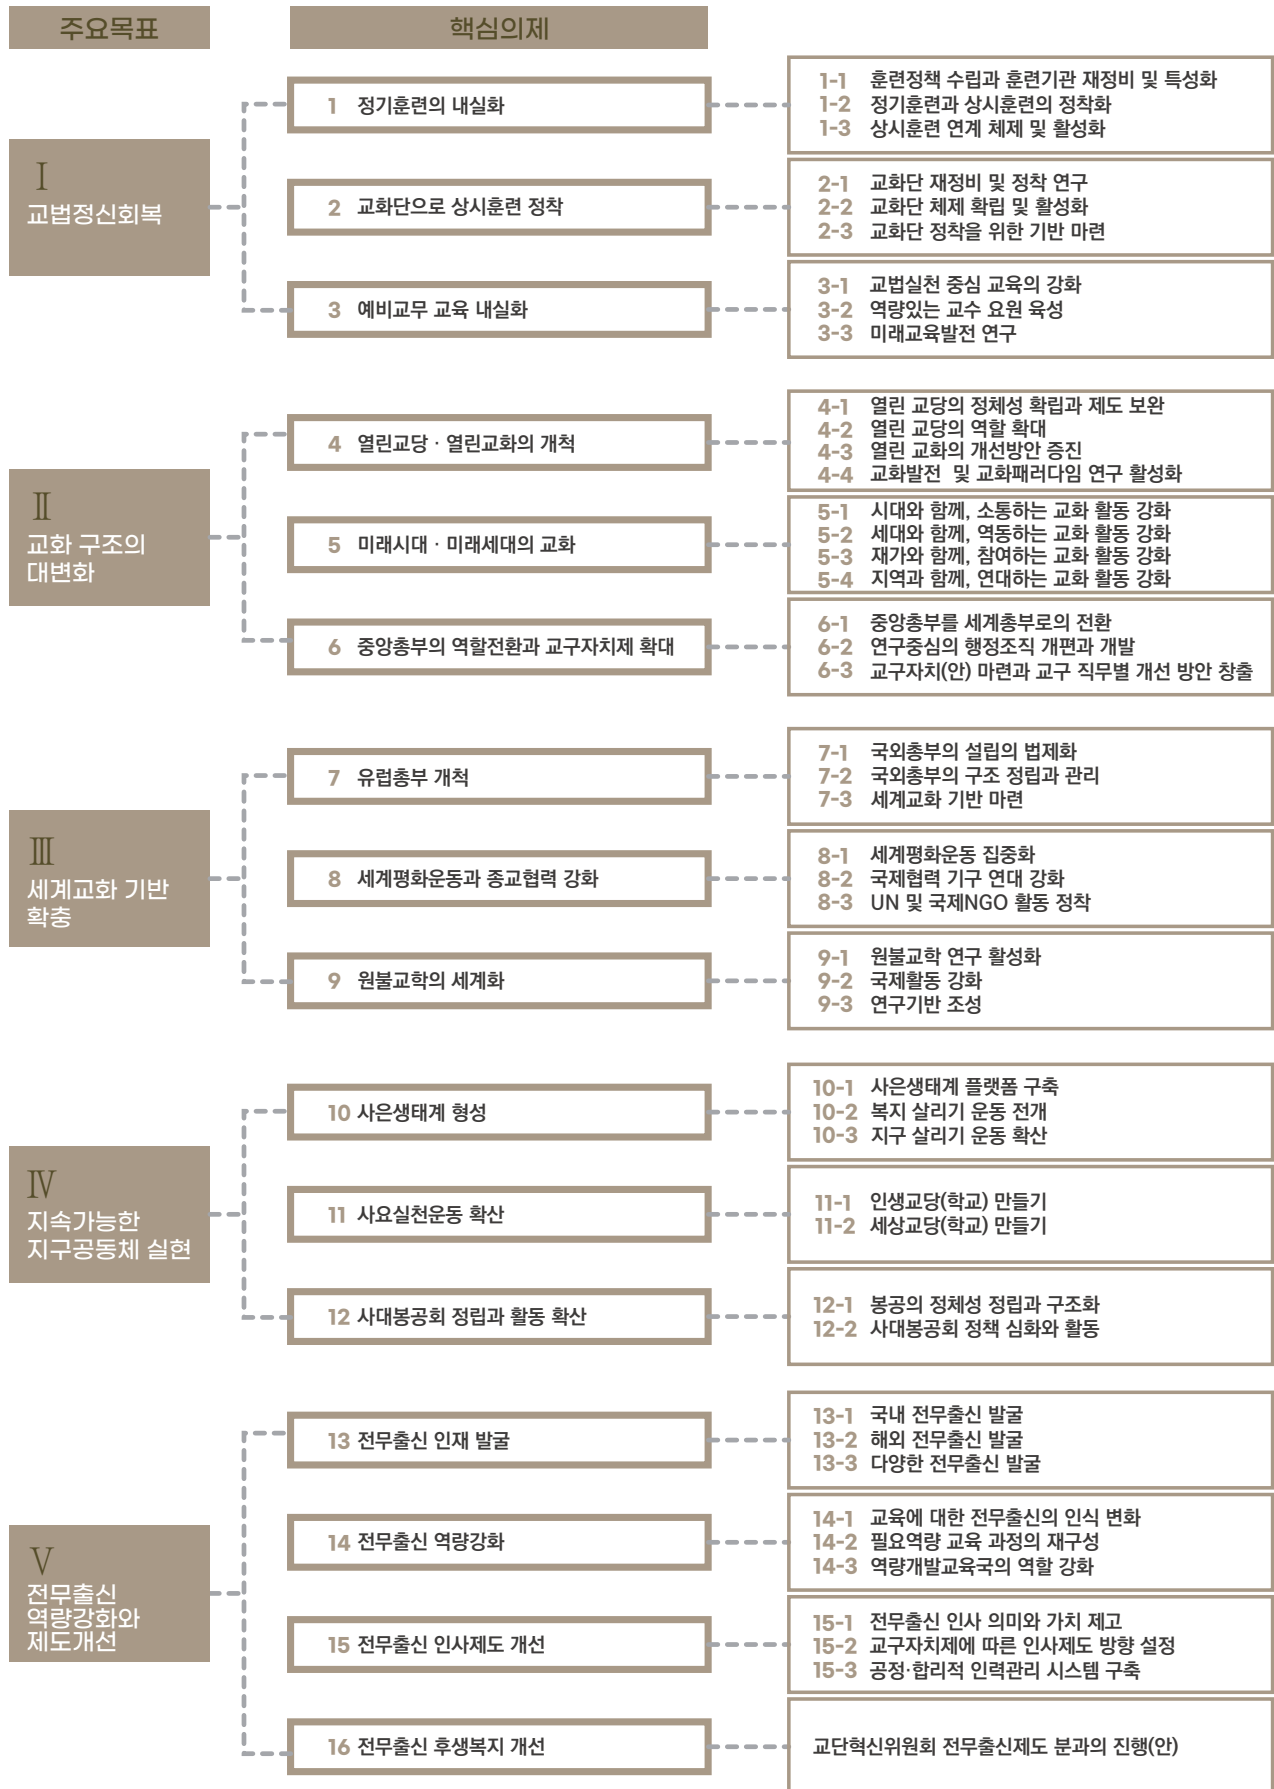 주요목표
핵심의제
Ⅰ
교법정신회복
1 정기훈련의 내실화
1-1 훈련정책 수립과 훈련기관 재정비 및 특성화
1-2 정기훈련과 상시훈련의 정착화
1-3 상시훈련 연계 체제 및 활성화
2 교화단으로 상시훈련 정착
2-1 교화단 재정비 및 정착 연구
2-2 교화단 체제 확립 및 활성화
2-3 교화단 정착을 위한 기반 마련
3 예비교무 교육 내실화
3-1 교법실천 중심 교육의 강화
3-2 역량있는 교수 요원 육성
3-3 미래교육발전 연구
Ⅱ
교화 구조의
대변화
4 열린교당 · 열린교화의 개척
4-1 열린 교당의 정체성 확립과 제도 보완
4-2 열린 교당의 역할 확대
4-3 열린 교화의 개선방안 증진
4-4 교화발전 및 교화패러다임 연구 활성화
5 미래시대 · 미래세대의 교화
5-1 시대와 함께, 소통하는 교화 활동 강화
5-2 세대와 함께, 역동하는 교화 활동 강화
5-3 재가와 함께, 참여하는 교화 활동 강화
5-4 지역과 함께, 연대하는 교화 활동 강화
6 중앙총부의 역할전환과 교구자치제 확대
6-1 중앙총부를 세계총부로의 전환
6-2 연구중심의 행정조직 개편과 개발
6-3 교구자치(안) 마련과 교구 직무별 개선 방안 창출
Ⅲ
세계교화 기반
확충
7 유럽총부 개척
7-1 국외총부의 설립의 법제화
7-2 국외총부의 구조 정립과 관리
7-3 세계교화 기반 마련
8 세계평화운동과 종교협력 강화
8-1 세계평화운동 집중화
8-2 국제협력 기구 연대 강화
8-3 UN 및 국제NGO 활동 정착
9 원불교학의 세계화
9-1 원불교학 연구 활성화
9-2 국제활동 강화
9-3 연구기반 조성
Ⅳ
지속가능한
지구공동체 실현
10 사은생태계 형성
10-1 사은생태계 플랫폼 구축
10-2 복지 살리기 운동 전개
10-3 지구 살리기 운동 확산
11 사요실천운동 확산
11-1 인생교당(학교) 만들기
11-2 세상교당(학교) 만들기
12 사대봉공회 정립과 활동 확산
12-1 봉공의 정체성 정립과 구조화
12-2 사대봉공회 정책 심화와 활동
Ⅴ
전무출신
역량강화와
제도개선
13 전무출신 인재 발굴
13-1 국내 전무출신 발굴
13-2 해외 전무출신 발굴
13-3 다양한 전무출신 발굴
14 전무출신 역량강화
14-1 교육에 대한 전무출신의 인식 변화
14-2 필요역량 교육 과정의 재구성
14-3 역량개발교육국의 역할 강화
15 전무출신 인사제도 개선
15-1 전무출신 인사 의미와 가치 제고
15-2 교구자치제에 따른 인사제도 방향 설정
15-3 공정·합리적 인력관리 시스템 구축
16 전무출신 후생복지 개선
교단혁신위원회 전무출신제도 분과의 진행(안)